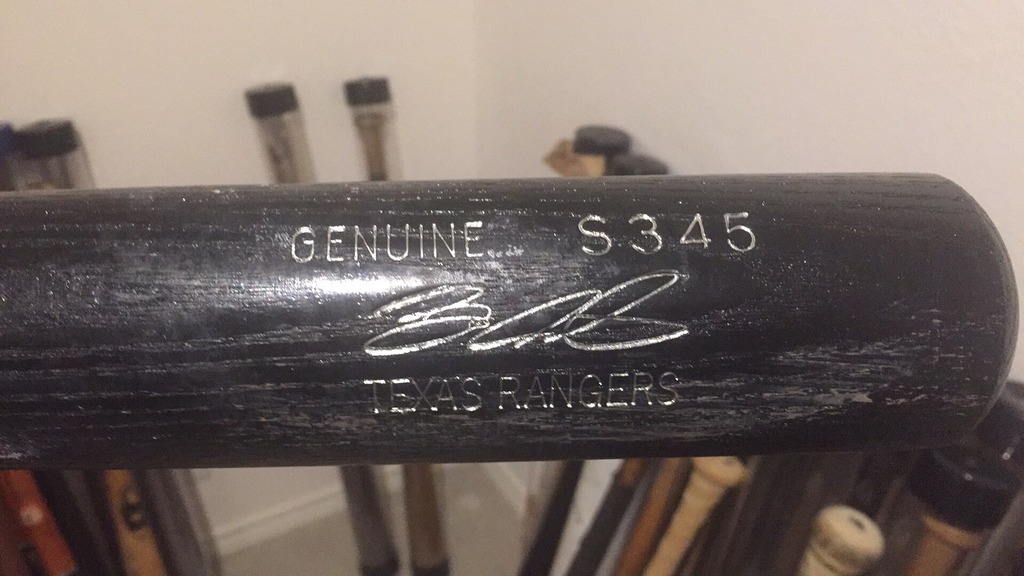 GENUINE S345
TEXAS RANGERS